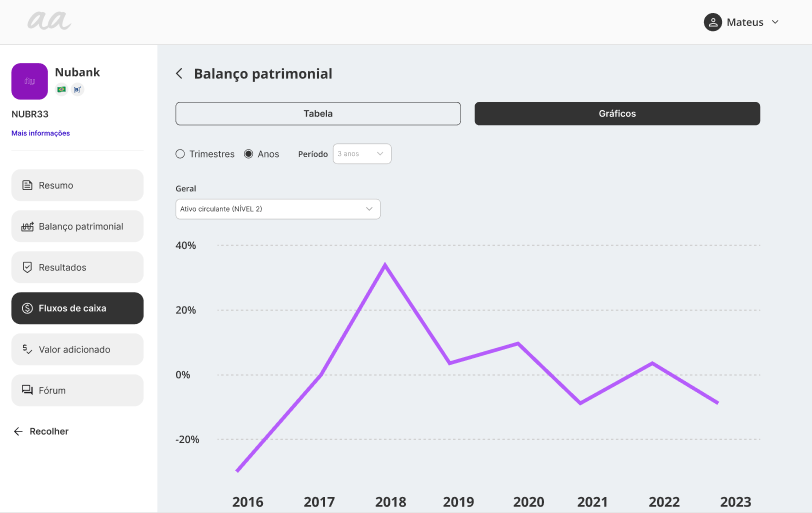 aa
Mateus
Nubank
NUBR33
Mais informações
Resumo
Balanço patrimonial
Resultados
Fluxos de caixa
Valor adicionado
Fórum
Recolher
Balanço patrimonial
Tabela
Gráficos
Trimestres
Anos
Período
3 anos
Geral
Ativo circulante (NÍVEL 2)
40%
20%
0%
-20%
2016 2017 2018 2019 2020 2021 2022 2023